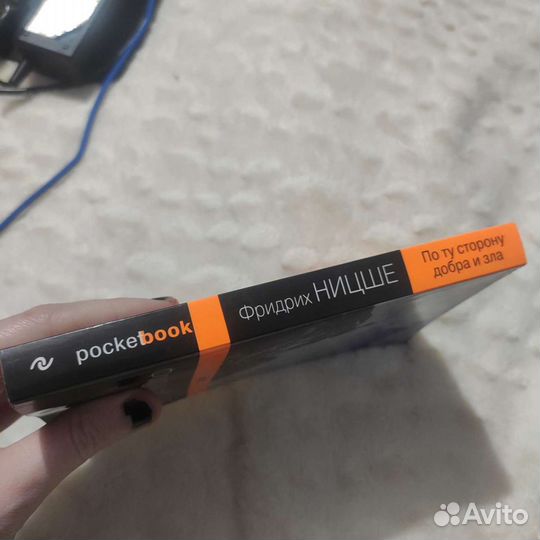 pocketbook
Фридрих НИЦШЕ
По ту сторону
добра и зла
Avito